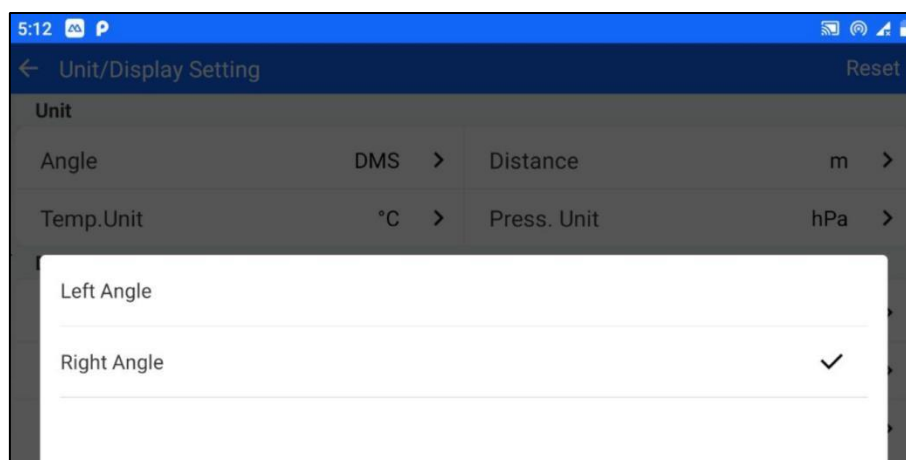 5:12
Unit/Display Setting Reset
Unit
Angle DMS Distance m
Temp.Unit °C Press. Unit hPa
Left Angle
Right Angle